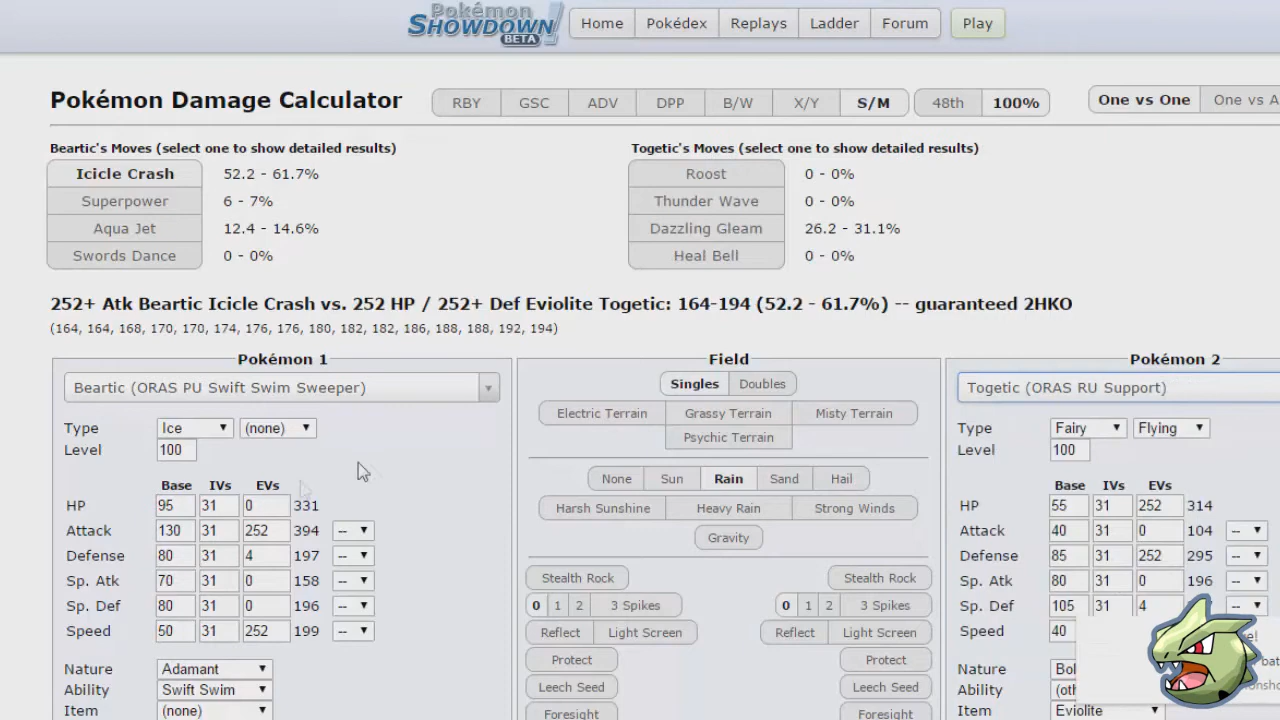 Pokémon
SHOWDOWN!
BETA
Home Pokédex Replays Ladder Forum Play
Pokémon Damage Calculator RBY GSC ADV DPP B/W X/Y S/M 48th 100% One vs One One vs A
Beartic's Moves (select one to show detailed results) Togetic's Moves (select one to show detailed results)
Icicle Crash 52.2 - 61.7% Roost 0 - 0%
Superpower 6 - 7% Thunder Wave 0 - 0%
Aqua Jet 12.4 - 14.6% Dazzling Gleam 26.2 - 31.1%
Swords Dance 0 - 0% Heal Bell 0 - 0%
252+ Atk Beartic Icicle Crash vs. 252 HP / 252+ Def Eviolite Togetic: 164-194 (52.2 - 61.7%) -- guaranteed 2HKO
(164, 164, 168, 170, 170, 174, 176, 176, 180, 182, 182, 186, 188, 188, 192, 194)
Pokémon 1 Field Pokémon 2
Beartic (ORAS PU Swift Swim Sweeper) Singles Doubles Togetic (ORAS RU Support)
Electric Terrain Grassy Terrain Misty Terrain
Type Ice (none) Psychic Terrain Type Fairy Flying
Level 100 Level 100
None Sun Rain Sand Hail
Base IVs EVs Base IVs EVs
HP 95 31 0 331 Harsh Sunshine Heavy Rain Strong Winds HP 55 31 252 314
Attack 130 31 252 394 -- Gravity Attack 40 31 0 104 --
Defense 80 31 4 197 -- Defense 85 31 252 295 --
Sp. Atk 70 31 0 158 -- Stealth Rock Stealth Rock Sp. Atk 80 31 0 196 --
Sp. Def 80 31 0 196 -- 0 1 2 3 Spikes 0 1 2 3 Spikes Sp. Def 105 31 4 --
Speed 50 31 252 199 -- Reflect Light Screen Reflect Light Screen Speed 40
Protect Protect
Nature Adamant Nature Bol
Ability Swift Swim Leech Seed Leech Seed Ability (oth
Item (none) Foresight Foresight Item Eviolite